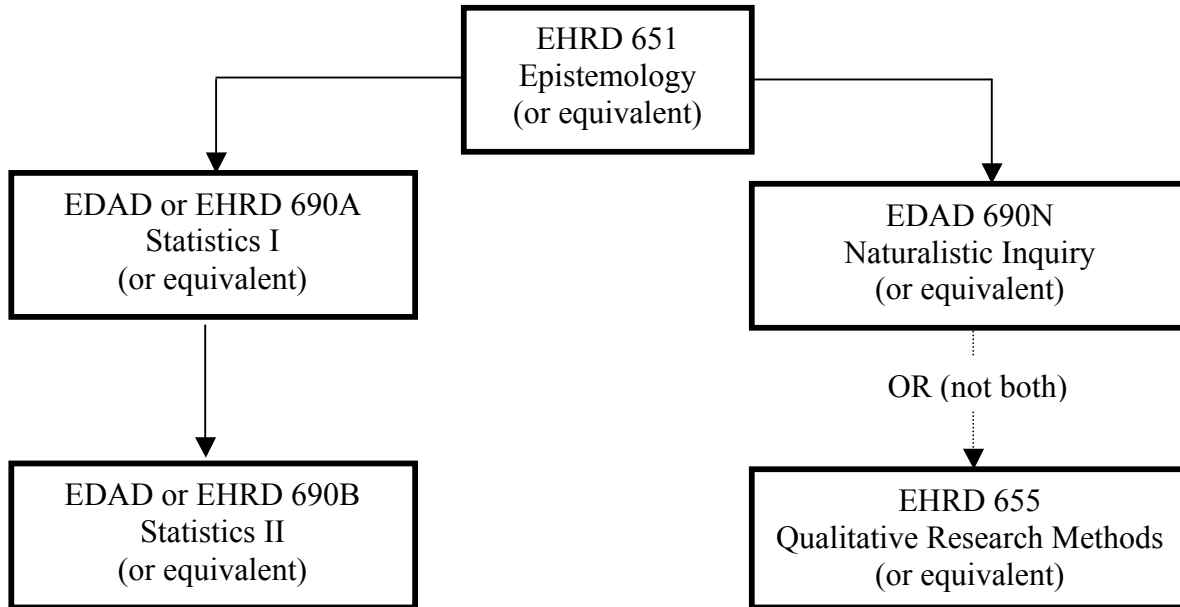 EHRD 651
Epistemology
(or equivalent)
EDAD or EHRD 690A
Statistics I
(or equivalent)
EDAD 690N
Naturalistic Inquiry
(or equivalent)
OR (not both)
EDAD or EHRD 690B
Statistics II
(or equivalent)
EHRD 655
Qualitative Research Methods
(or equivalent)